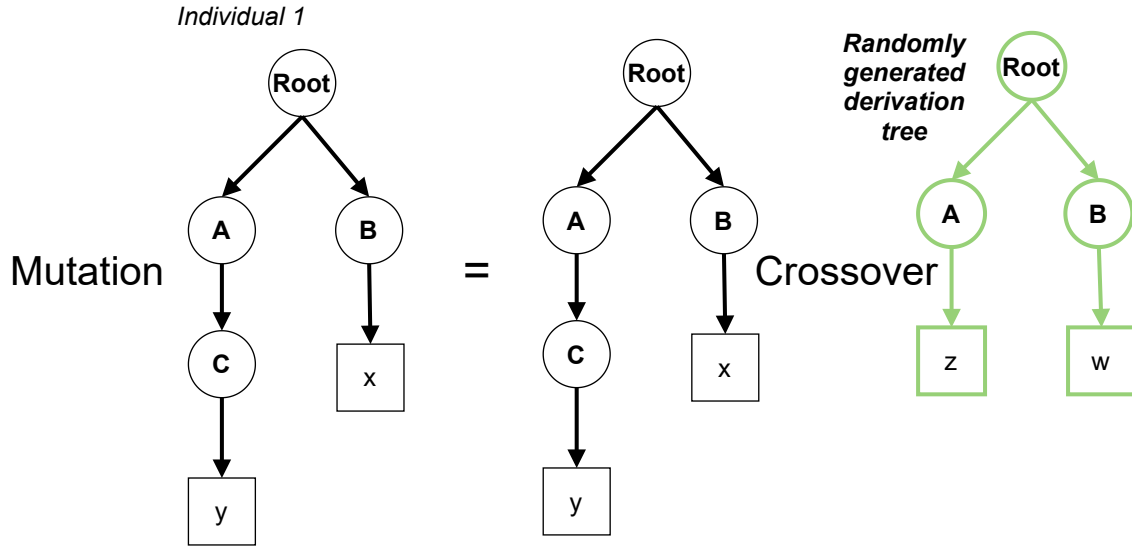 Individual 1
Root
A
B
C
x
y
Mutation
=
Root
A
B
C
x
y
Crossover
Randomly
generated
derivation
tree
Root
A
B
z
w